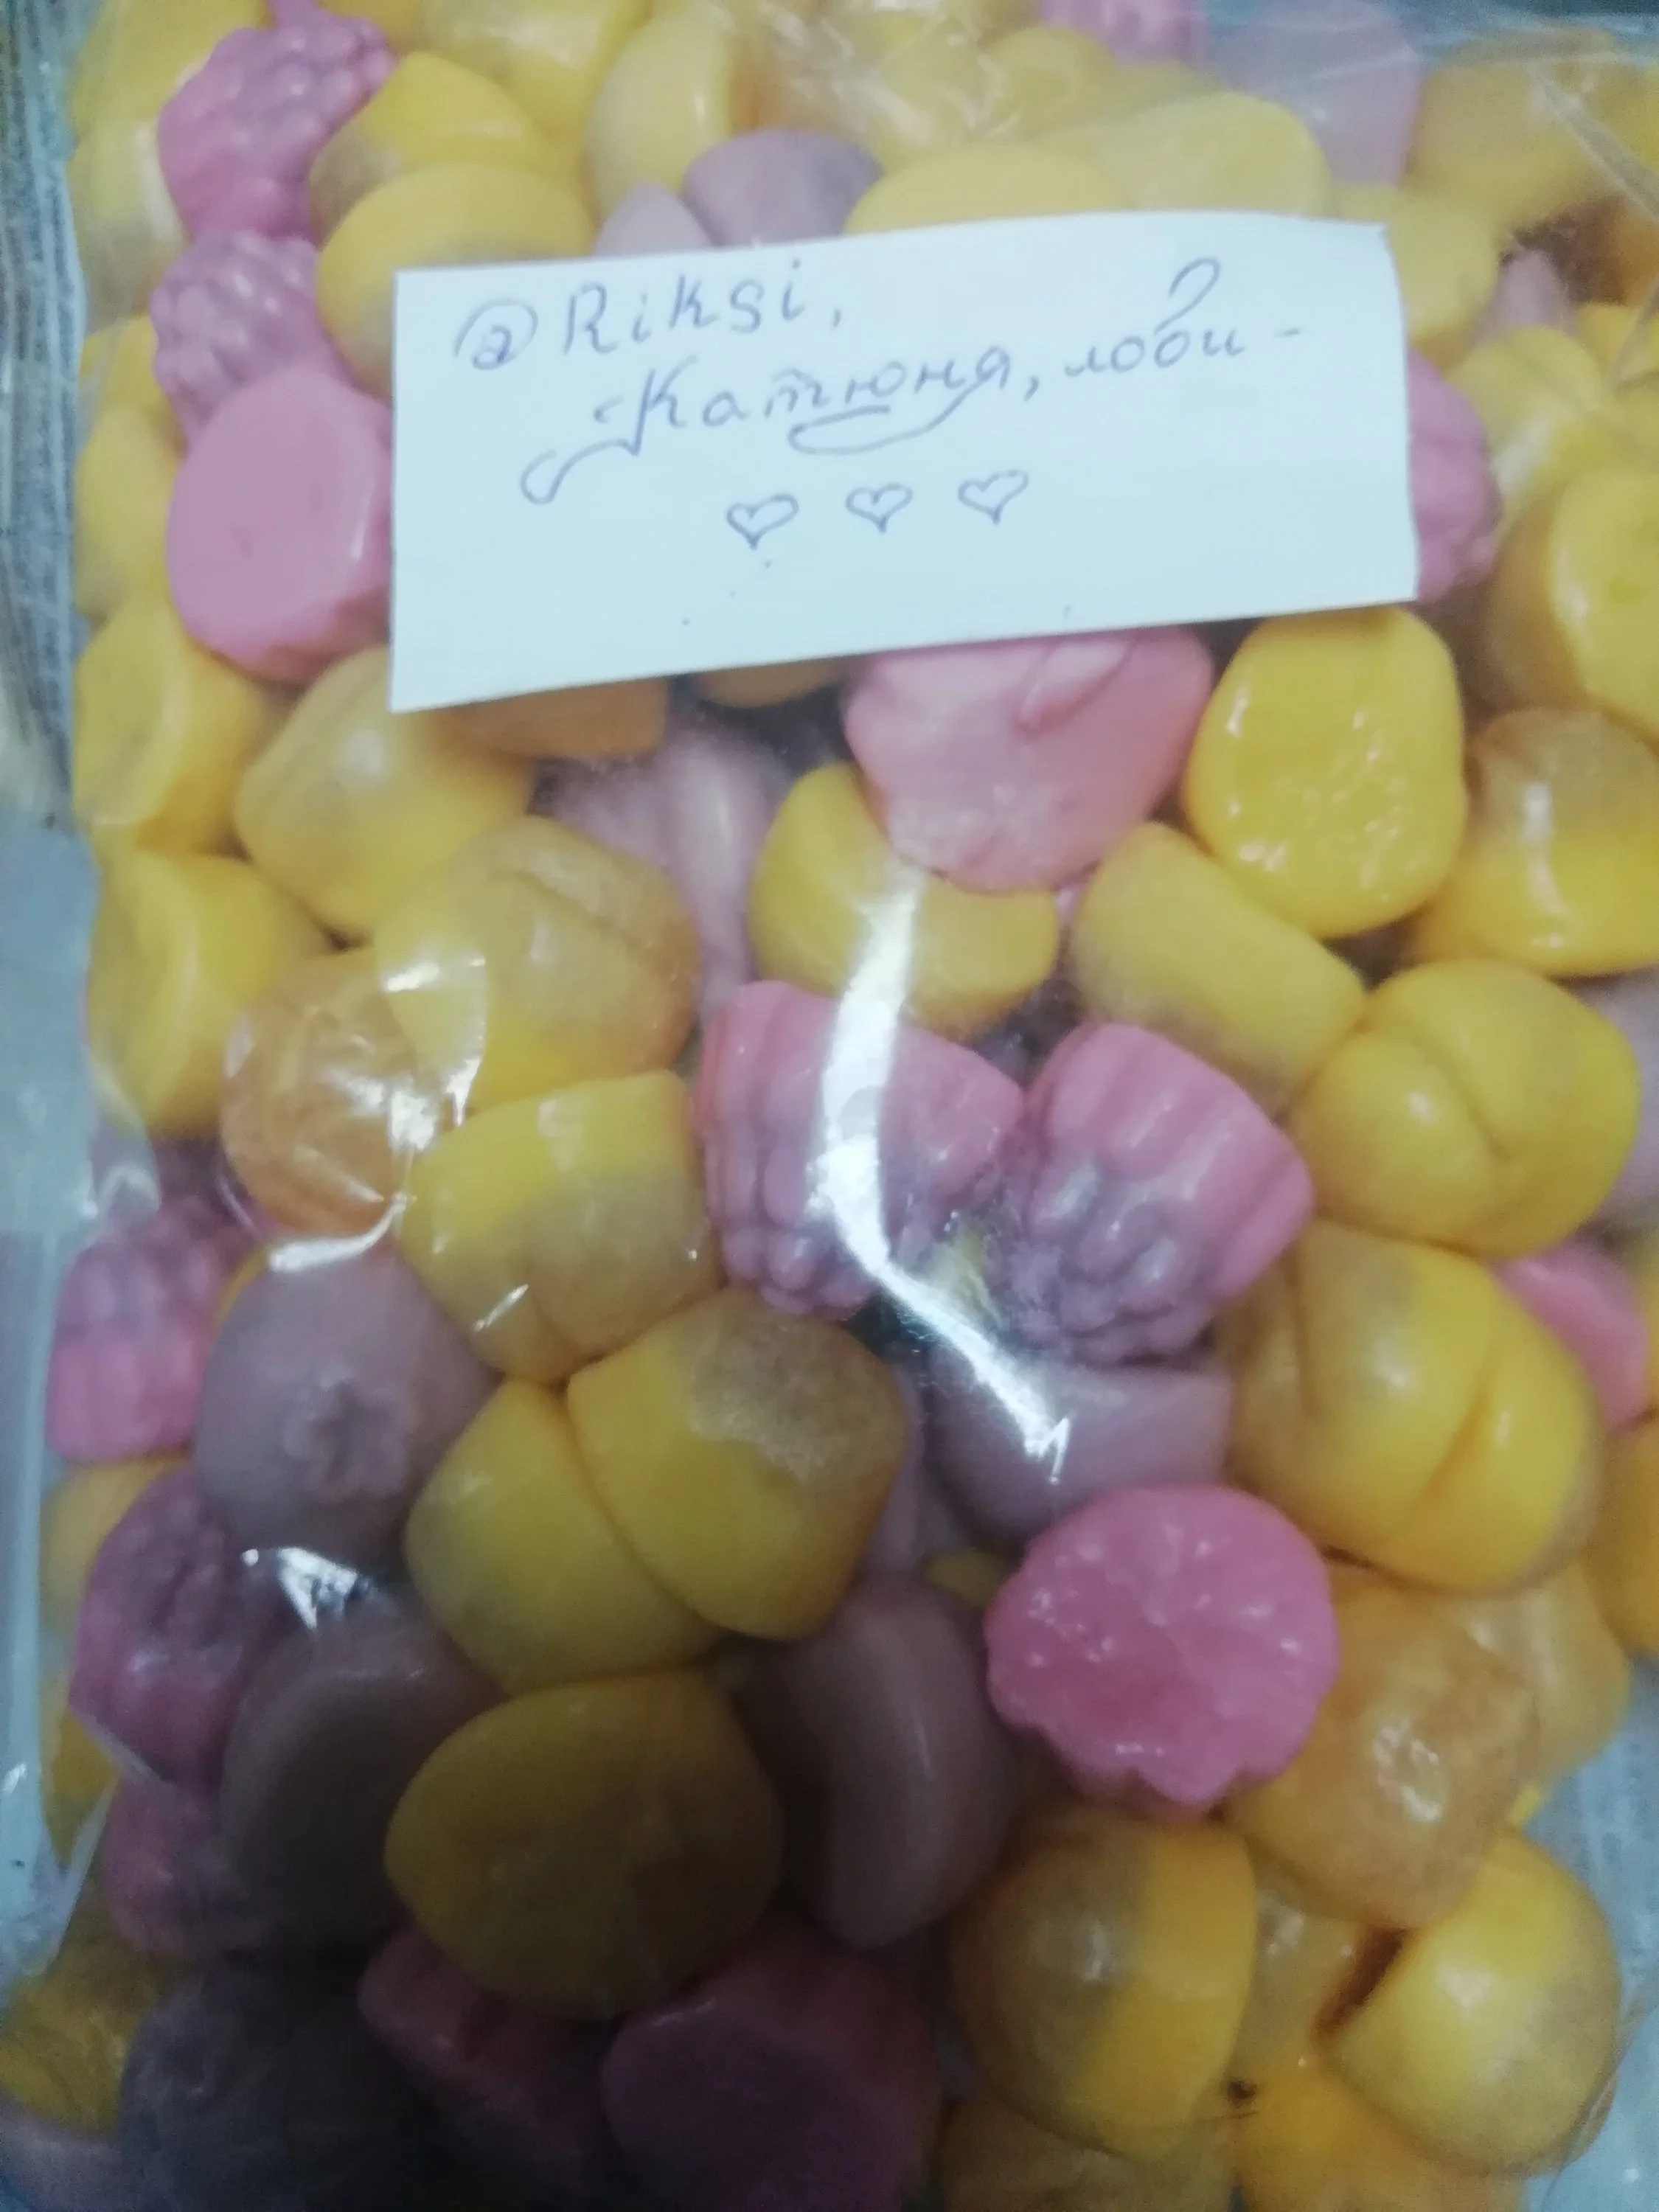 @Riksi,
Катюня, лови -